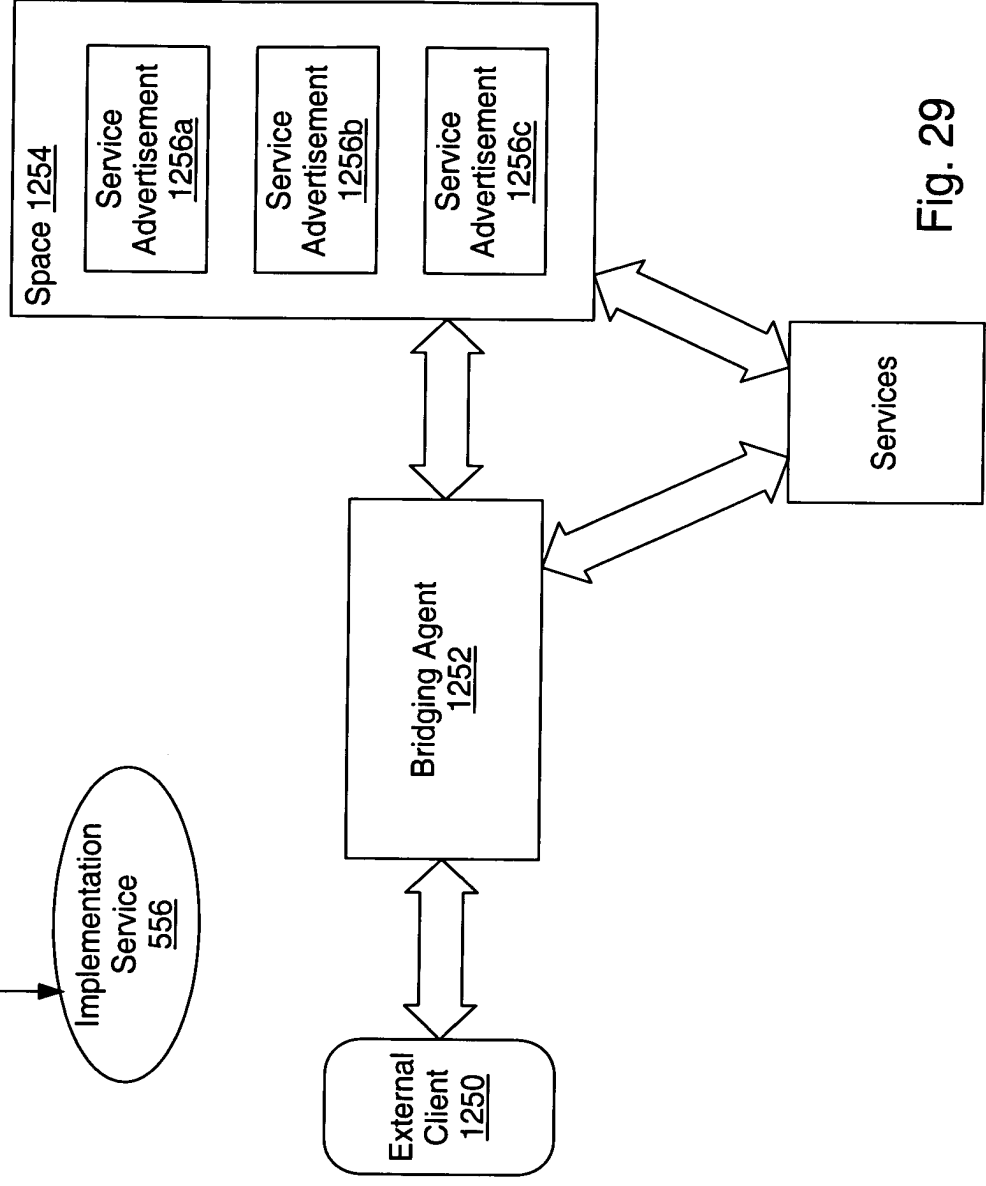 Implementation
Service
556
Space 1254
Service
Advertisement
1256a
Service
Advertisement
1256b
Service
Advertisement
1256c
External
Client
1250
Bridging Agent
1252
Services
Fig. 29